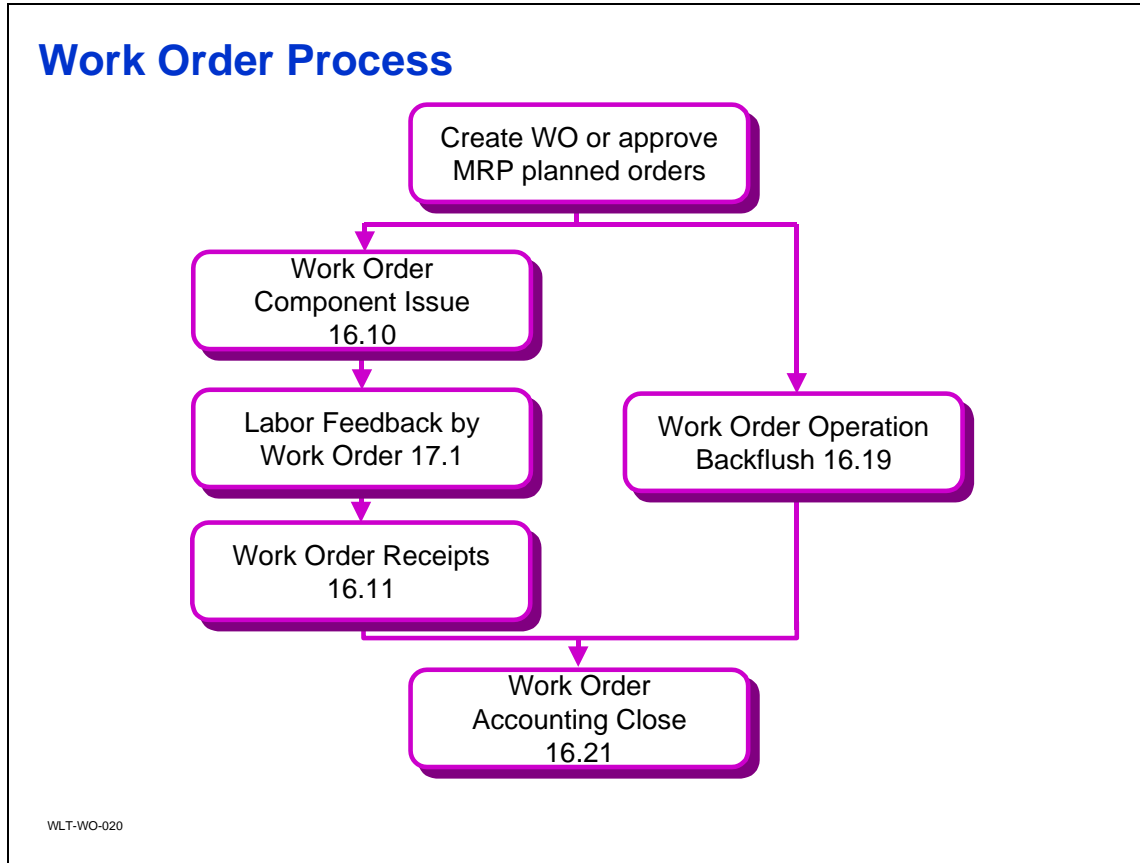 Work Order Process
Create WO or approve
MRP planned orders
Work Order
Component Issue
16.10
Labor Feedback by
Work Order 17.1
Work Order Operation
Backflush 16.19
Work Order Receipts
16.11
Work Order
Accounting Close
16.21
WLT-WO-020